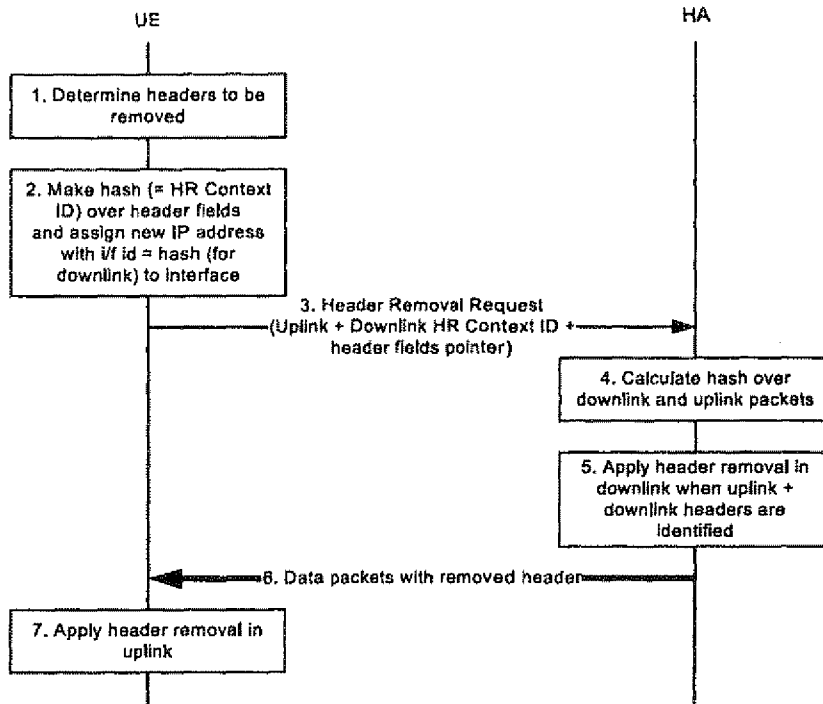 UE
HA
1. Determine headers to be
removed
2. Make hash (= HR Context
ID) over header fields
and assign new IP address
with i/f id = hash (for
downlink) to interface
3. Header Removal Request
(Uplink + Downlink HR Context ID +
header fields pointer)
4. Calculate hash over
downlink and uplink packets
5. Apply header removal in
downlink when uplink +
downlink headers are
identified
6. Data packets with removed header
7. Apply header removal in
uplink